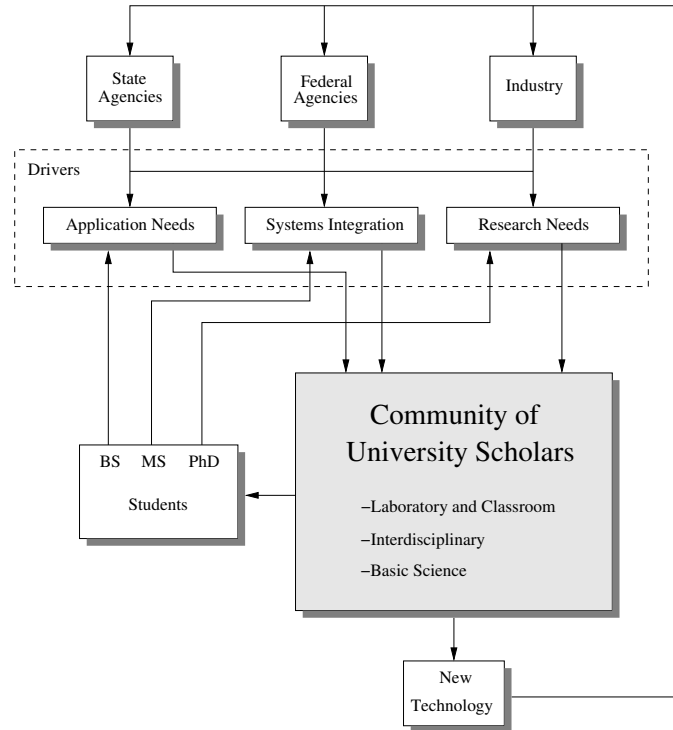 State
Agencies
Federal
Agencies
Industry
Drivers
Application Needs
Systems Integration
Research Needs
Community of
University Scholars
–Laboratory and Classroom
–Interdisciplinary
–Basic Science
BS MS PhD
Students
New
Technology